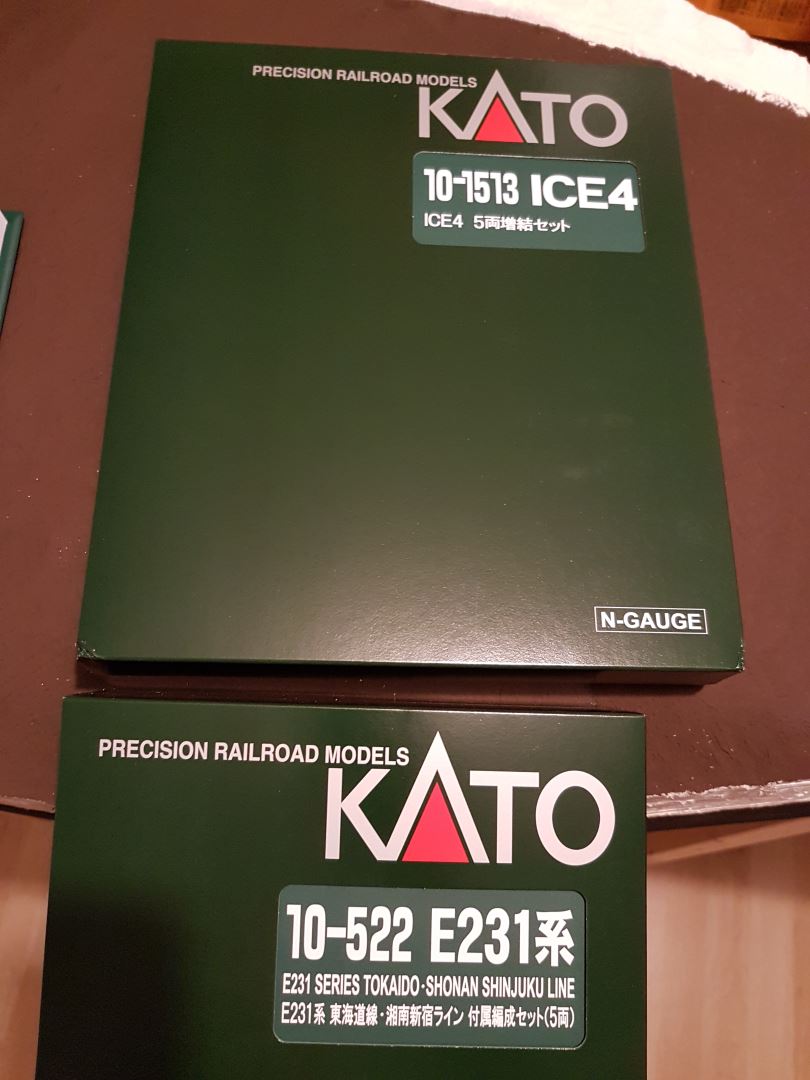 PRECISION RAILROAD MODELS
KATO
10-1513 ICE4
ICE4 5両増結セット
N-GAUGE
PRECISION RAILROAD MODELS
KATO
10-522 E231系
E231 SERIES TOKAIDO·SHONAN SHINJUKU LINE
E231系 東海道線・湘南新宿ライン 付属編成セット(5両)